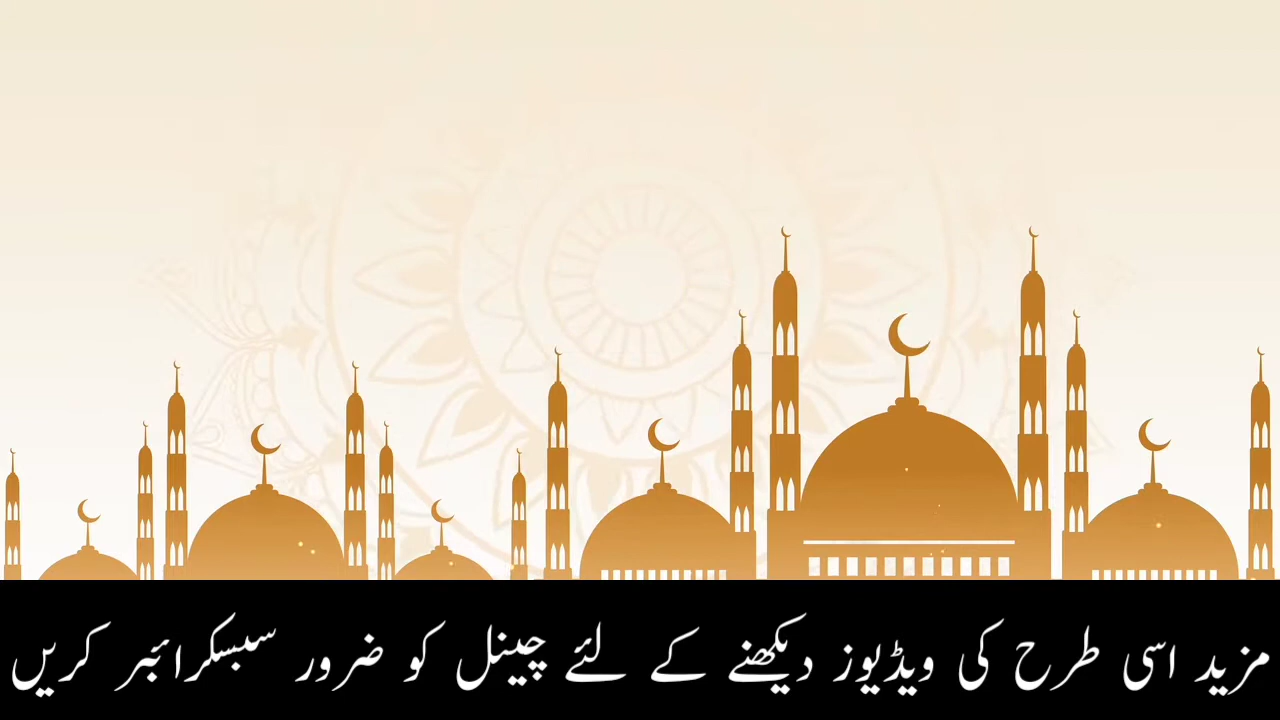 مزید اسی طرح کی ویڈیوز دیکھنے کے لئے چینل کو ضرور سبسکرائبر کریں